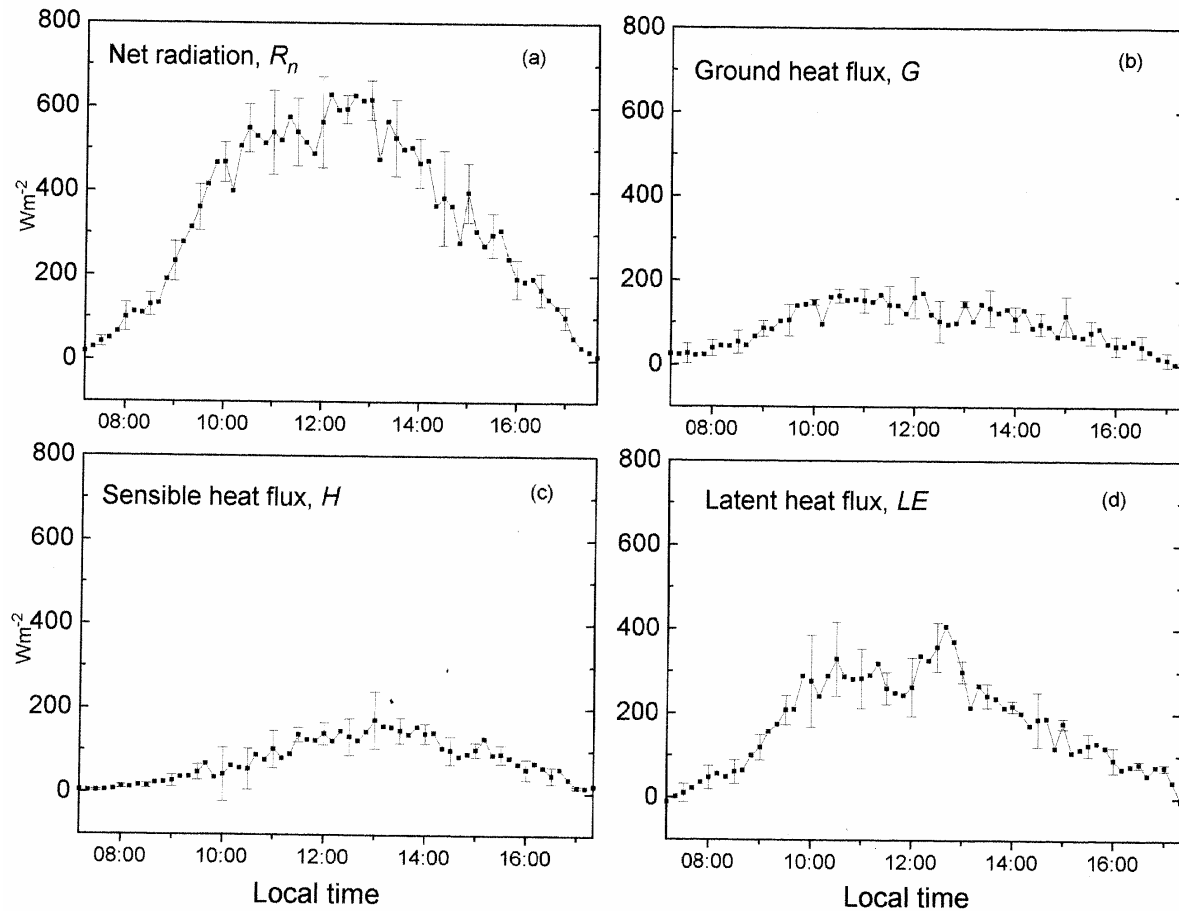 800
600
400
200
0
Wm-2
Net radiation, Rn
(a)
08:00 10:00 12:00 14:00 16:00
800
600
400
200
0
Ground heat flux, G
(b)
08:00 10:00 12:00 14:00 16:00
800
600
400
200
0
Wm-2
Sensible heat flux, H
(c)
08:00 10:00 12:00 14:00 16:00
Local time
800
600
400
200
0
Latent heat flux, LE
(d)
08:00 10:00 12:00 14:00 16:00
Local time